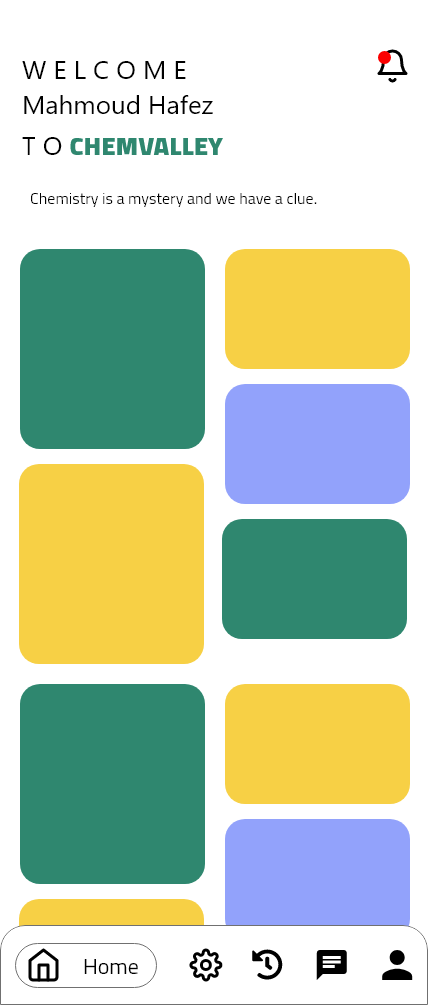 WELCOME
Mahmoud Hafez
TO CHEMVALLEY
Chemistry is a mystery and we have a clue.
Home